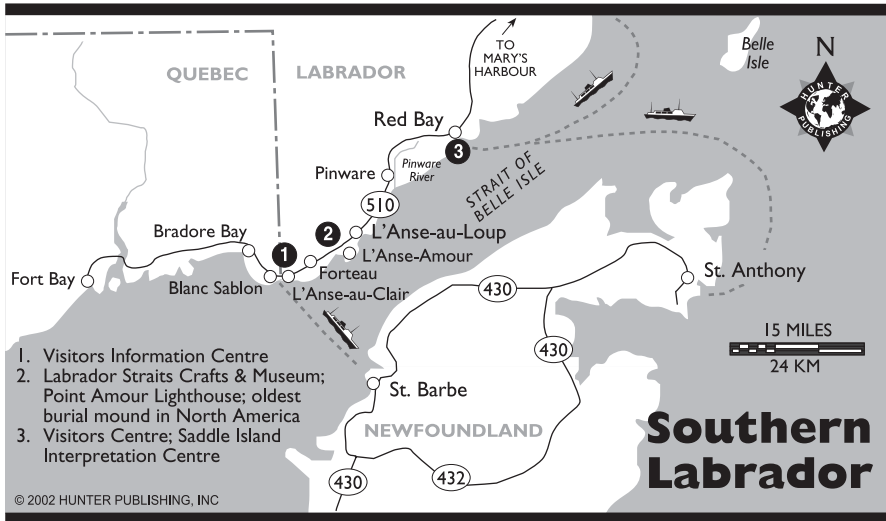 TO
MARY'S
HARBOUR
Belle
Isle
N
HUNTER
PUBLISHING
QUEBEC
LABRADOR
Red Bay
3
Pinware
River
Pinware
STRAIT OF
BELLE ISLE
510
Bradore Bay
1
2
L'Anse-au-Loup
L'Anse-Amour
Forteau
Fort Bay
Blanc Sablon
L'Anse-au-Clair
St. Anthony
430
430
15 MILES
24 KM
1. Visitors Information Centre
2. Labrador Straits Crafts & Museum;
Point Amour Lighthouse; oldest
burial mound in North America
3. Visitors Centre; Saddle Island
Interpretation Centre
St. Barbe
NEWFOUNDLAND
430
432
Southern
Labrador
© 2002 HUNTER PUBLISHING, INC